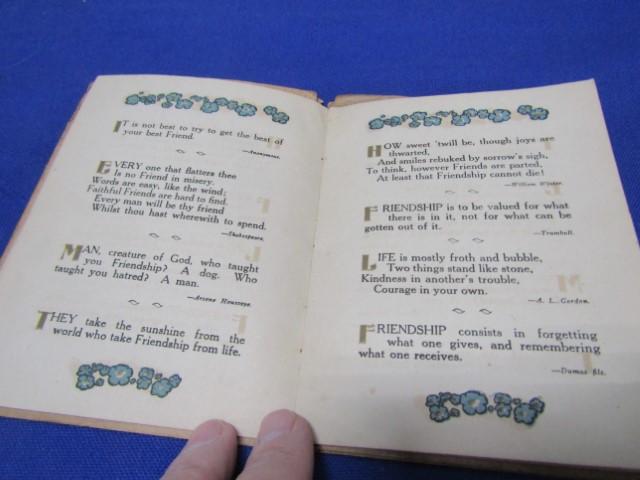 IT is not best to try to get the best of
your best Friend.
—Anonymous.
EVERY one that flatters thee
Is no Friend in misery.
Words are easy, like the wind;
Faithful Friends are hard to find.
Every man will be thy friend
Whilst thou hast wherewith to spend.
—Shakespeare.
MAN, creature of God, who taught
you Friendship? A dog. Who
taught you hatred? A man.
—Arsene Houssaye.
THEY take the sunshine from the
world who take Friendship from life.
HOW sweet 'twill be, though joys are
thwarted,
And smiles rebuked by sorrow's sigh,
To think, however Friends are parted,
At least that Friendship cannot die!
—William Winter.
FRIENDSHIP is to be valued for what
there is in it, not for what can be
gotten out of it.
—Trumbull.
LIFE is mostly froth and bubble,
Two things stand like stone,
Kindness in another's trouble,
Courage in your own.
—A. L. Gordon.
FRIENDSHIP consists in forgetting
what one gives, and remembering
what one receives.
—Dumas fils.